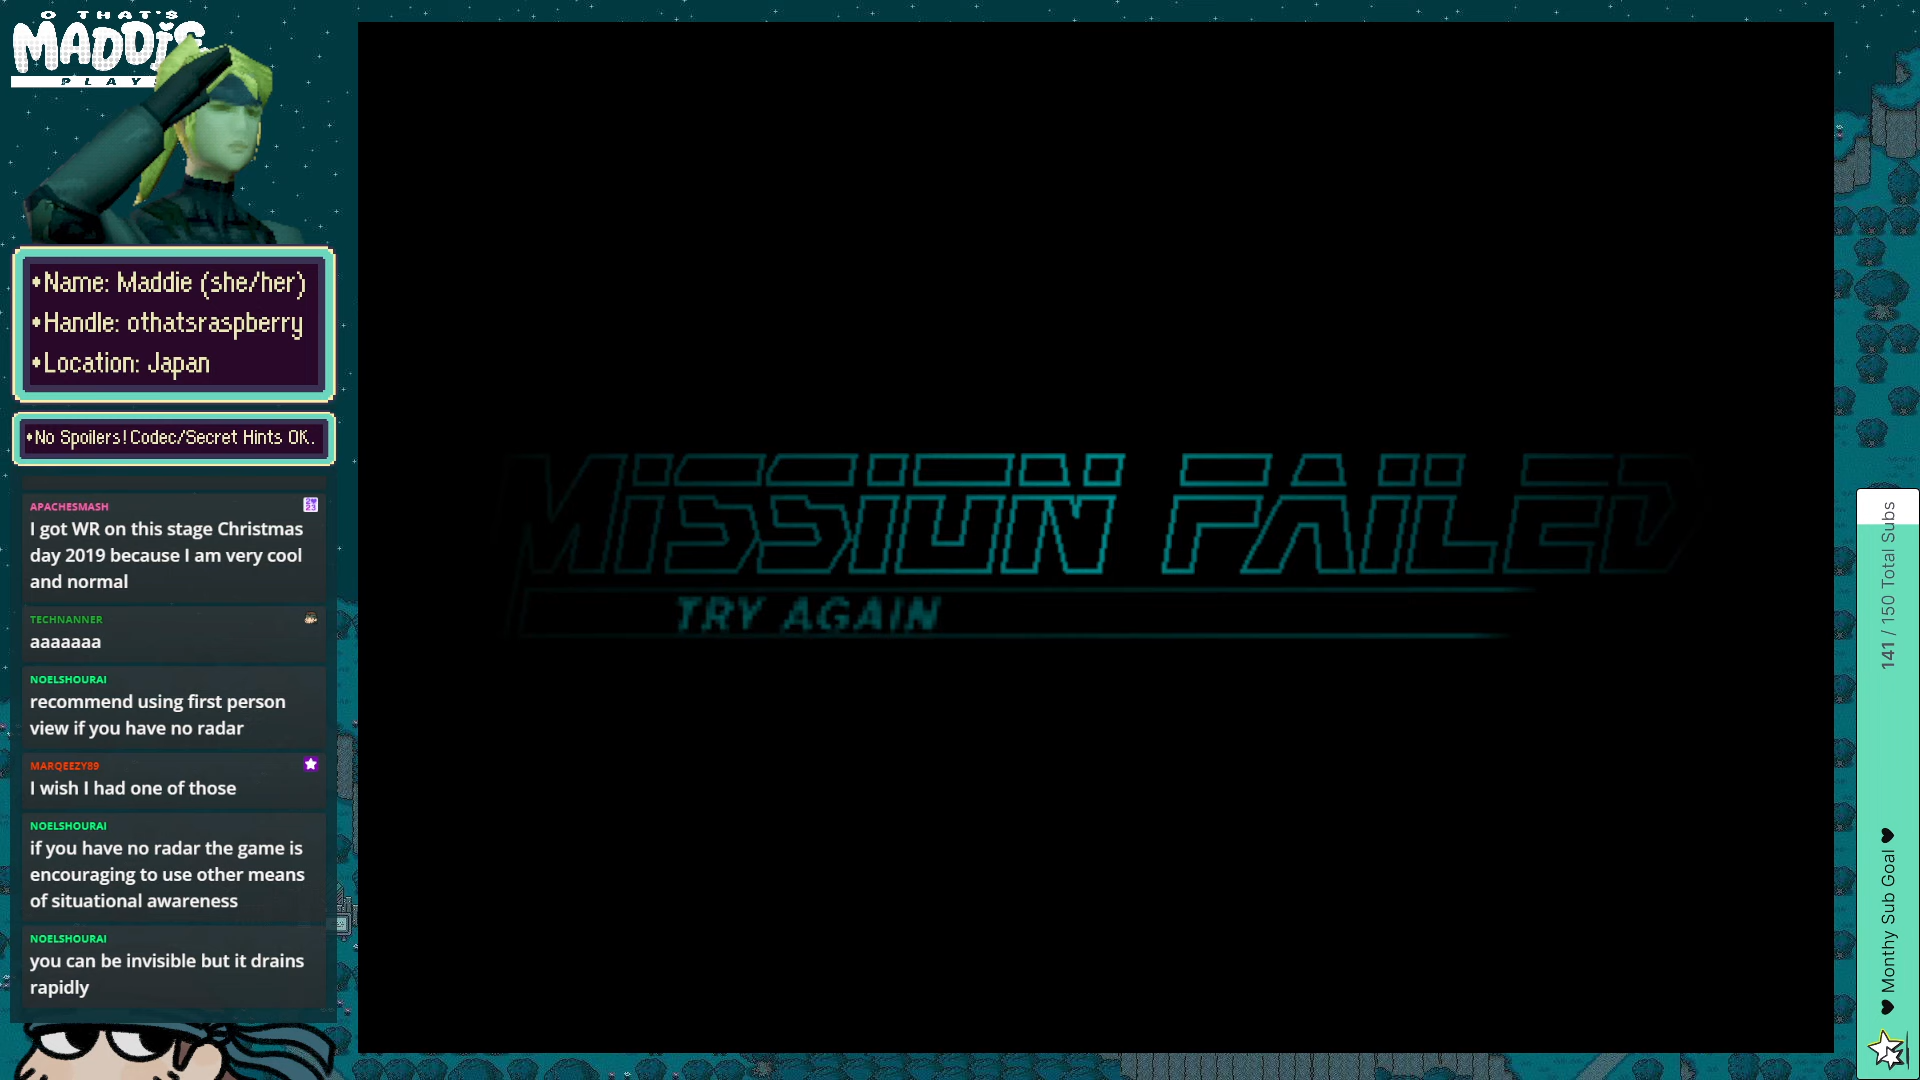 O THAT'S
MADDIE
PLAY
•Name: Maddie (she/her)
•Handle: othatsraspberry
•Location: Japan
•No Spoilers! Codec/Secret Hints OK.
APACHESMASH
I got WR on this stage Christmas
day 2019 because I am very cool
and normal
TECHNANNER
aaaaaaa
NOELSHOURAI
recommend using first person
view if you have no radar
MARQEEZY89
I wish I had one of those
NOELSHOURAI
if you have no radar the game is
encouraging to use other means
of situational awareness
NOELSHOURAI
you can be invisible but it drains
rapidly
MISSION FAILED
TRY AGAIN
141 / 150 Total Subs
♥ Monthy Sub Goal ♥